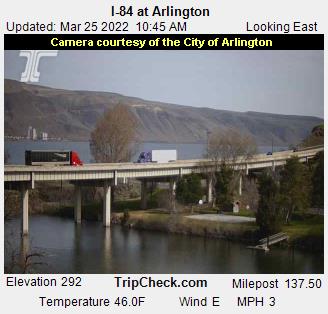 I-84 at Arlington
Updated: Mar 25 2022 10:45 AM Looking East
Camera courtesy of the City of Arlington
Elevation 292 TripCheck.com Milepost 137.50
Temperature 46.0F Wind E MPH 3